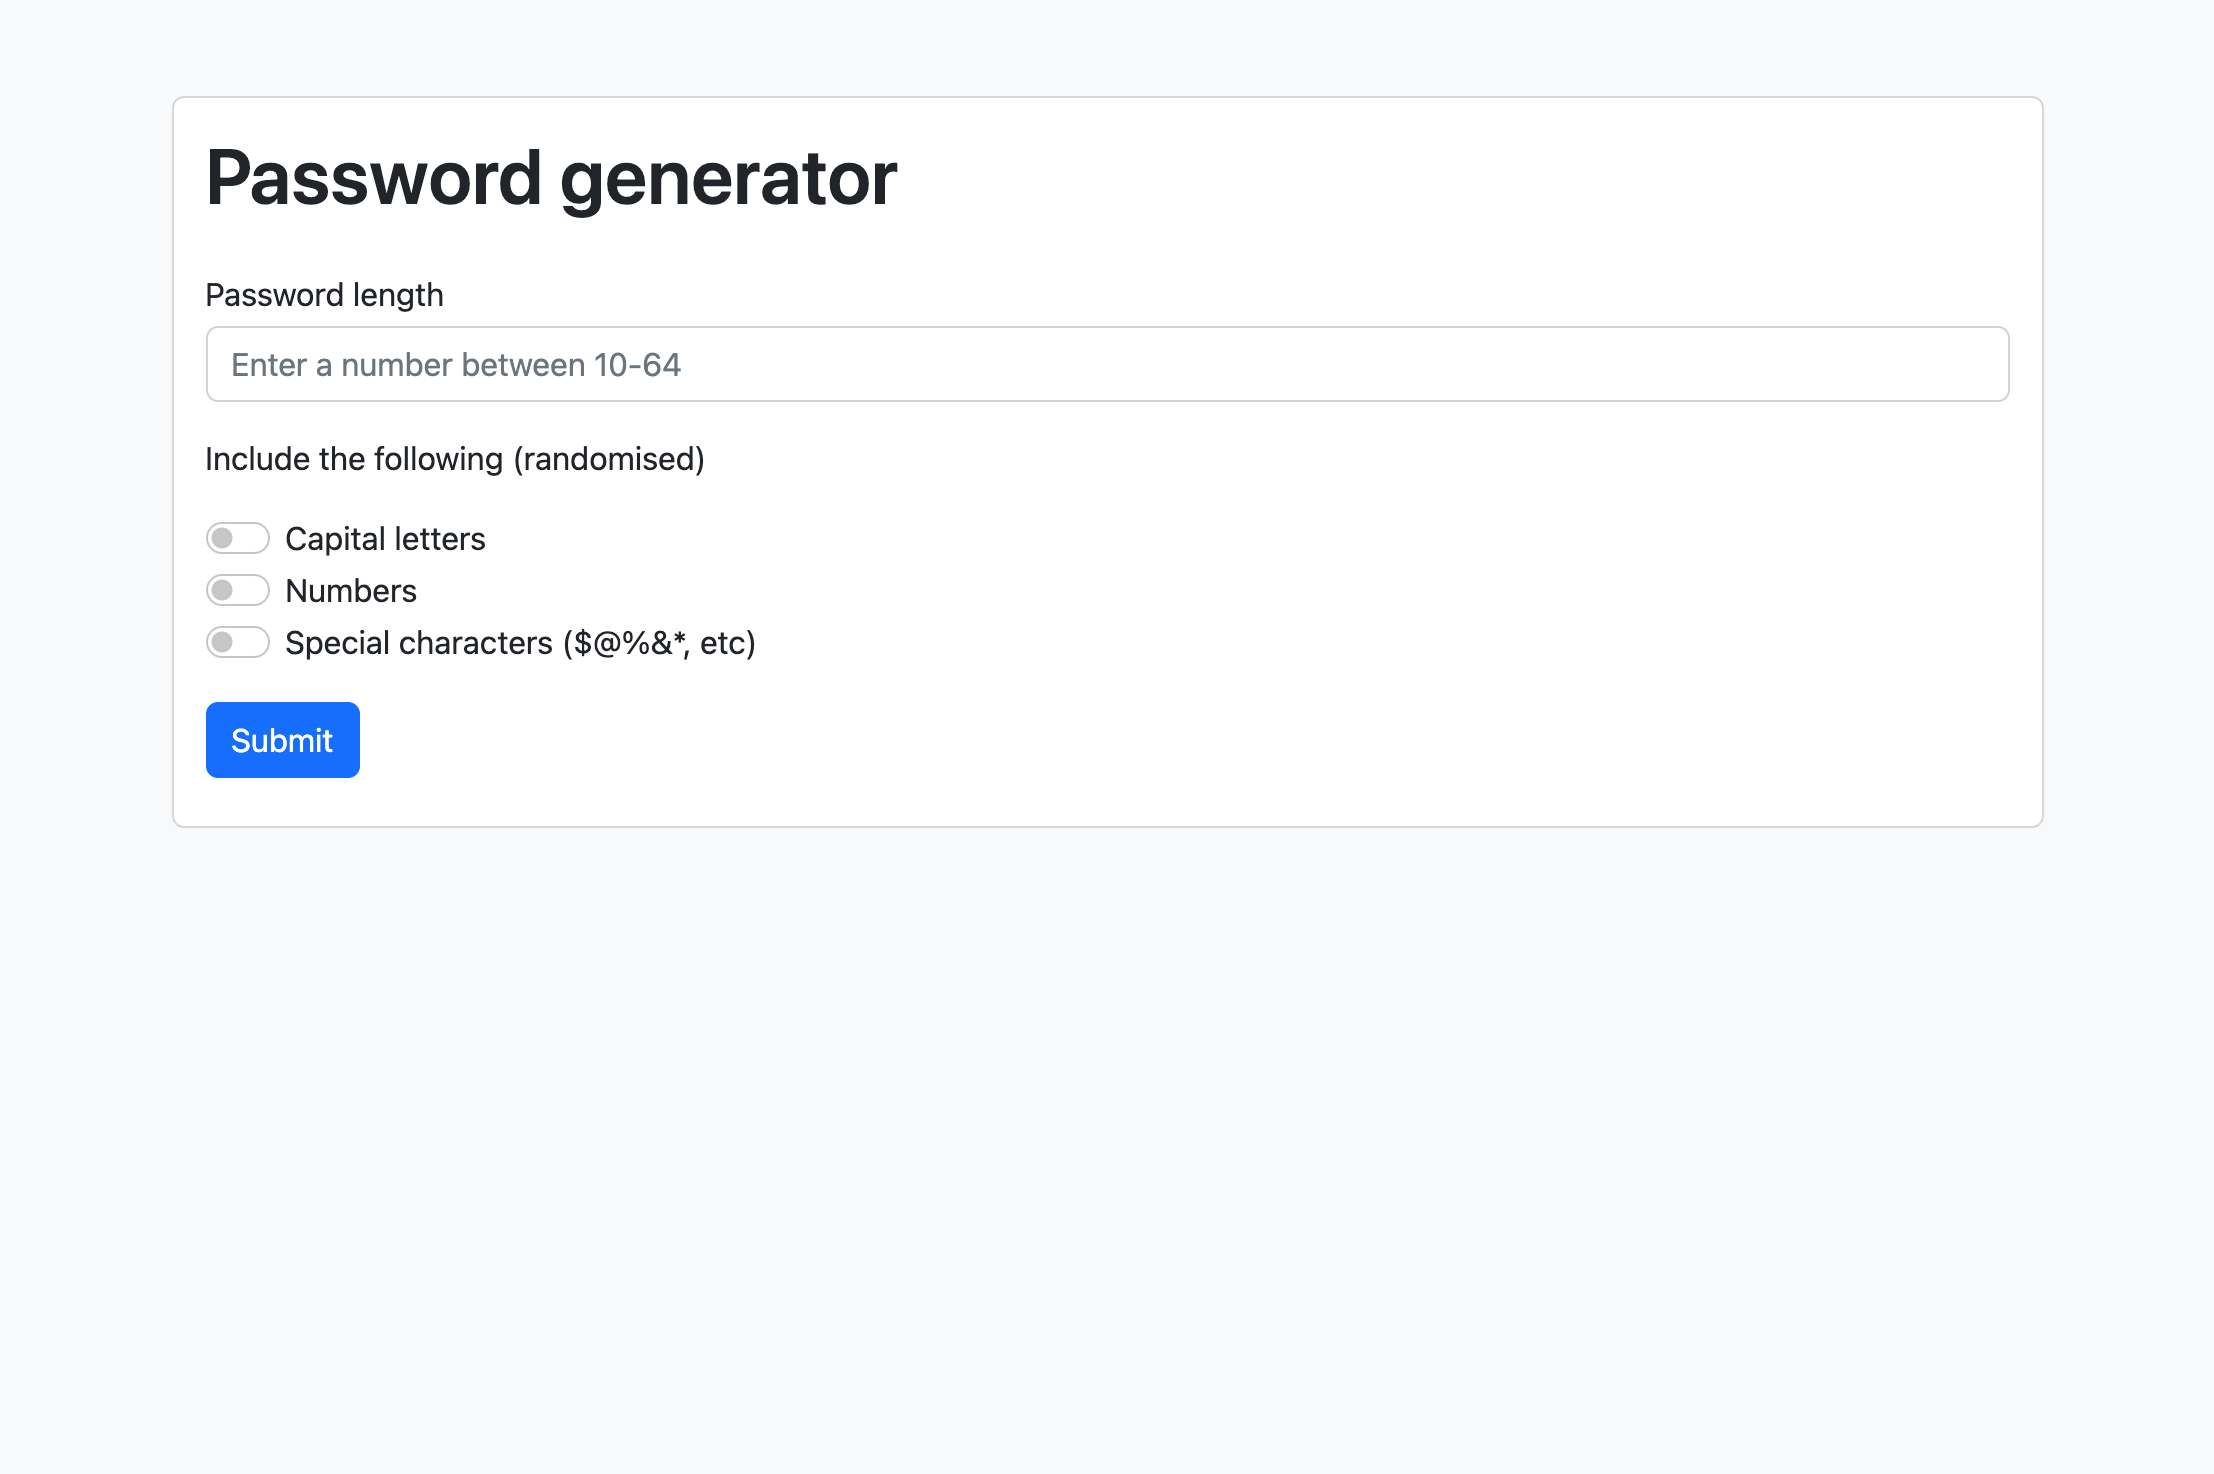 Password generator
Password length
Enter a number between 10-64
Include the following (randomised)
Capital letters
Numbers
Special characters ($@%&*, etc)
Submit